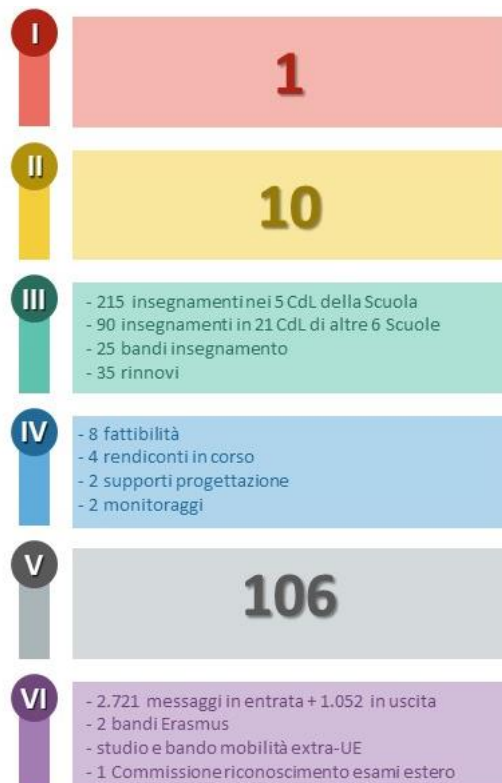 I
1
II
10
III
- 215 insegnamenti nei 5 CdL della Scuola
- 90 insegnamenti in 21 CdL di altre 6 Scuole
- 25 bandi insegnamento
- 35 rinnovi
IV
- 8 fattibilità
- 4 rendiconti in corso
- 2 supporti progettazione
- 2 monitoraggi
V
106
VI
- 2.721 messaggi in entrata + 1.052 in uscita
- 2 bandi Erasmus
- studio e bando mobilità extra-UE
- 1 Commissione riconoscimento esami estero